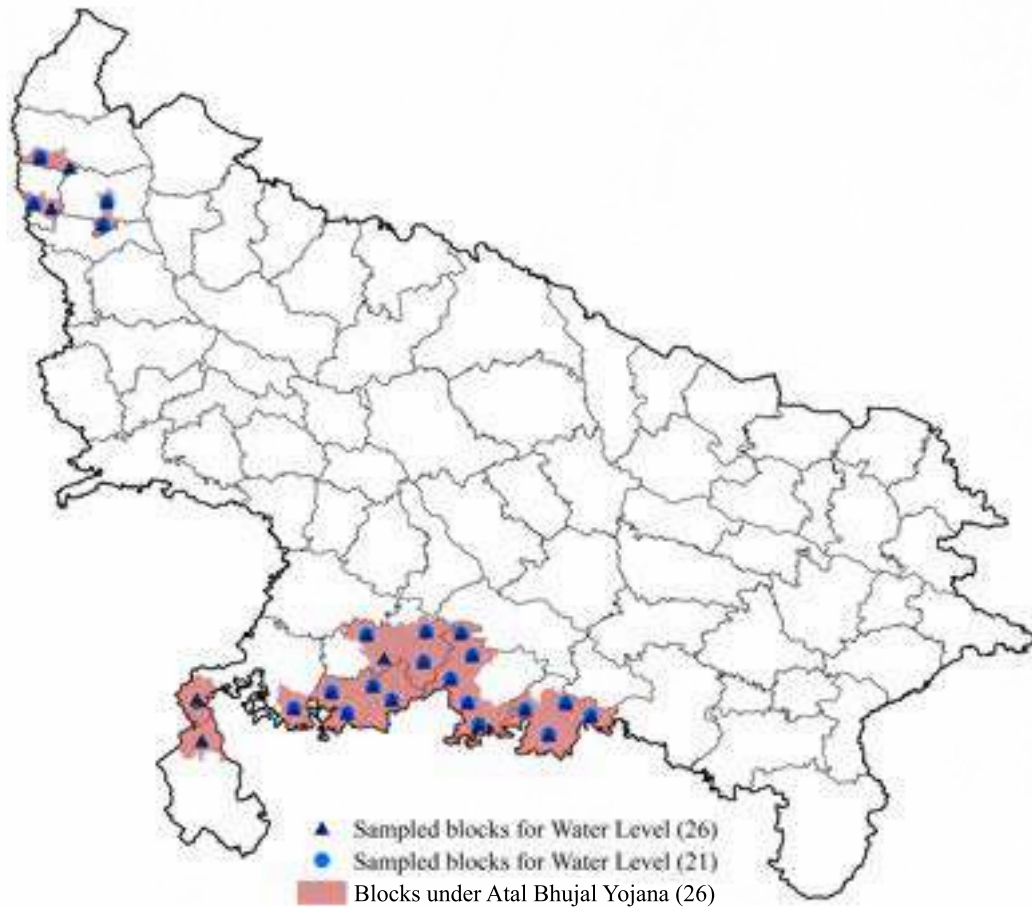 Sampled blocks for Water Level (26)
Sampled blocks for Water Level (21)
Blocks under Atal Bhujal Yojana (26)